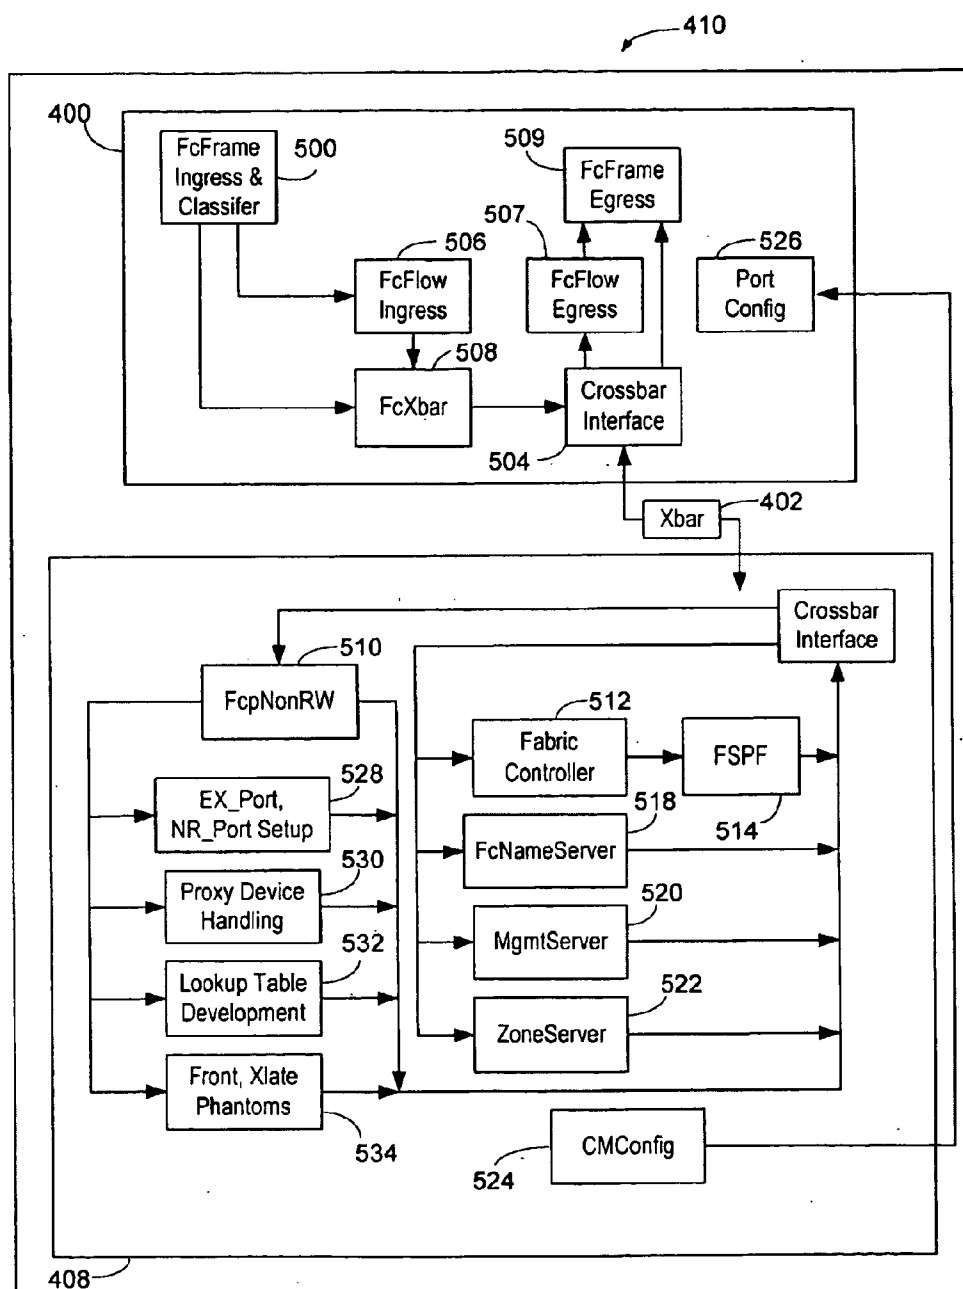 410
400
FcFrame
Ingress &
Classifer
500
509
FcFrame
Egress
506
507
526
FcFlow
Ingress
FcFlow
Egress
Port
Config
508
FcXbar
Crossbar
Interface
504
402
Xbar
Crossbar
Interface
510
FcpNonRW
512
Fabric
Controller
FSPF
514
528
EX_Port,
NR_Port Setup
518
FcNameServer
530
Proxy Device
Handling
520
MgmtServer
532
Lookup Table
Development
522
ZoneServer
Front, Xlate
Phantoms
534
CMConfig
524
408